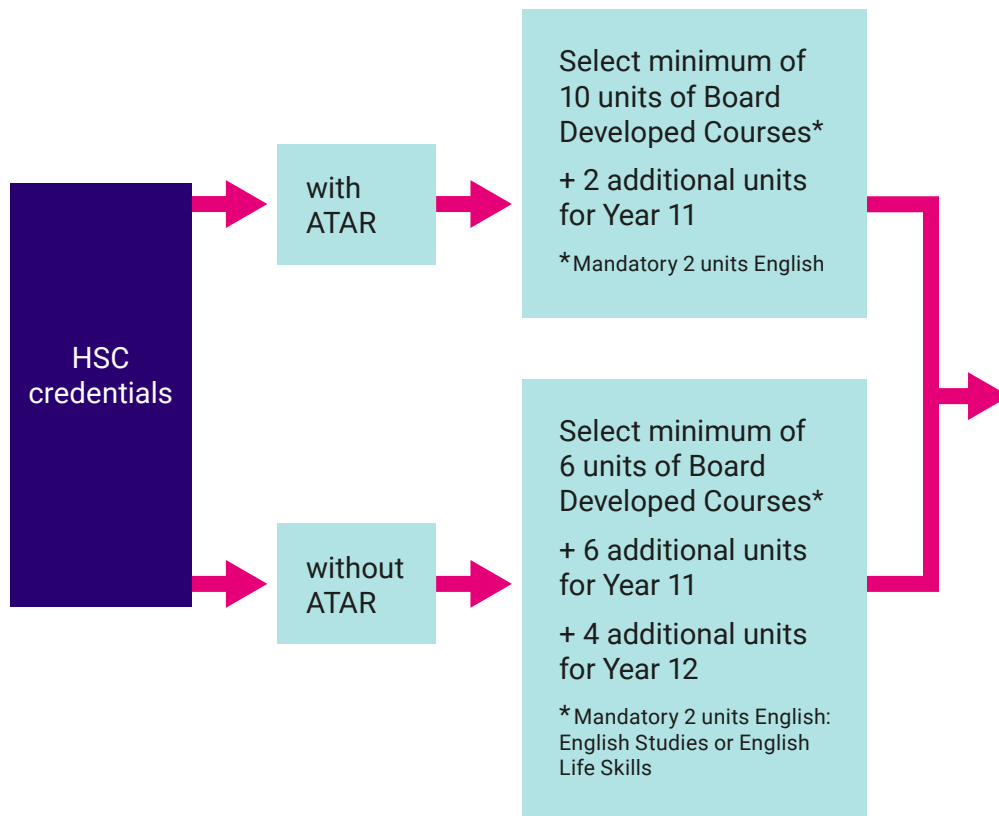 HSC
credentials
with
ATAR
Select minimum of
10 units of Board
Developed Courses*
+ 2 additional units
for Year 11
*Mandatory 2 units English
without
ATAR
Select minimum of
6 units of Board
Developed Courses*
+ 6 additional units
for Year 11
+ 4 additional units
for Year 12
*Mandatory 2 units English:
English Studies or English
Life Skills